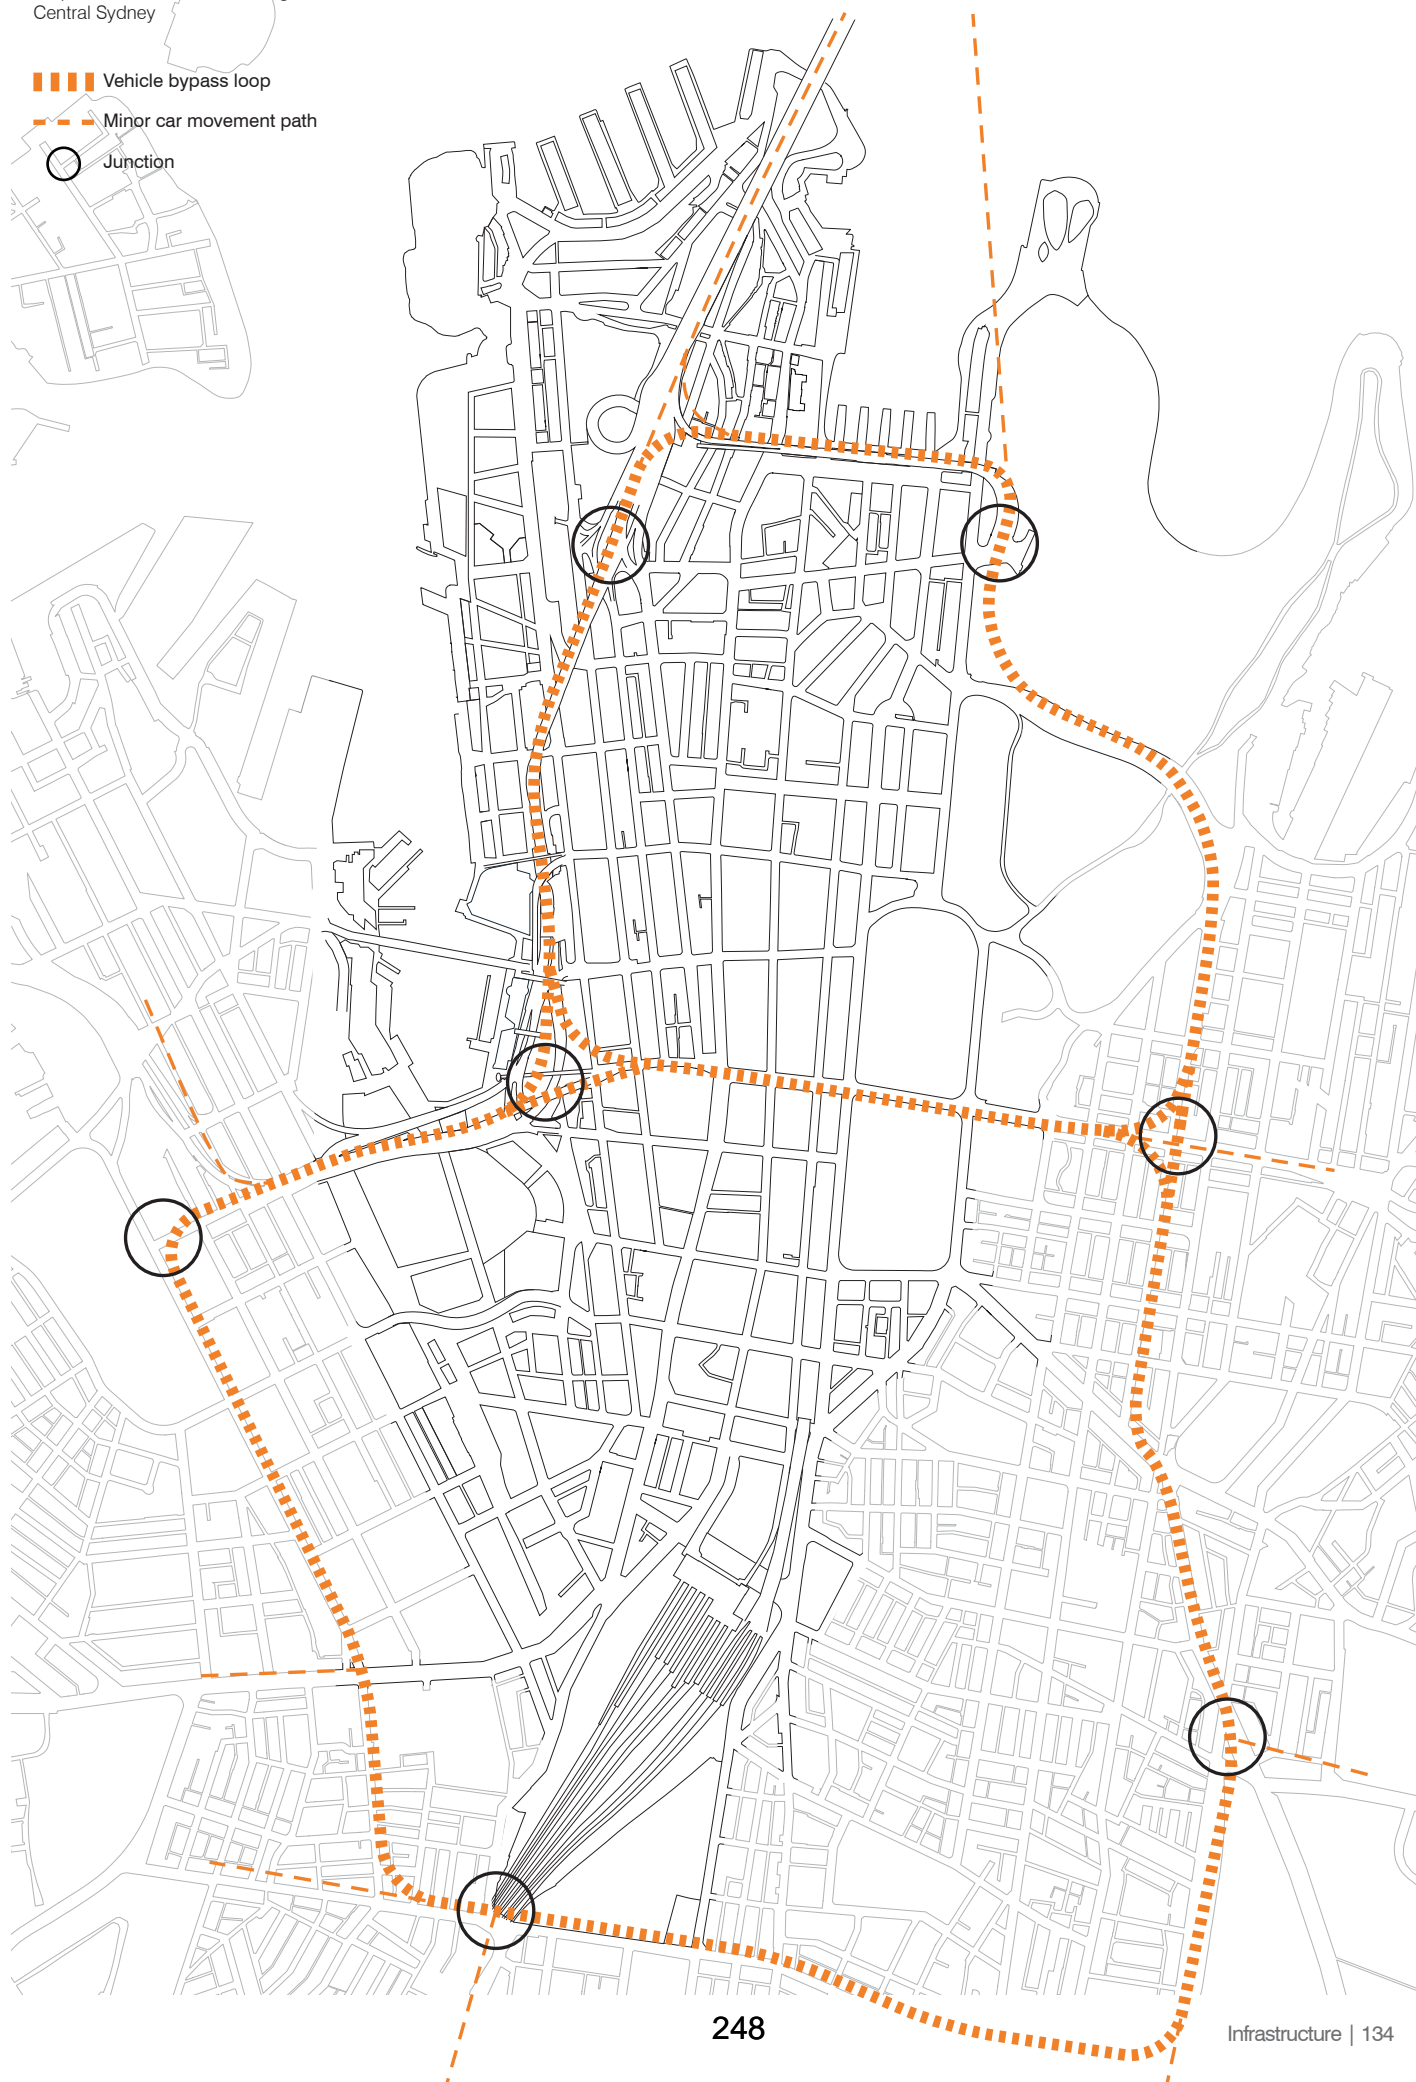 Central Sydney
Vehicle bypass loop
Minor car movement path
Junction
248
Infrastructure | 134